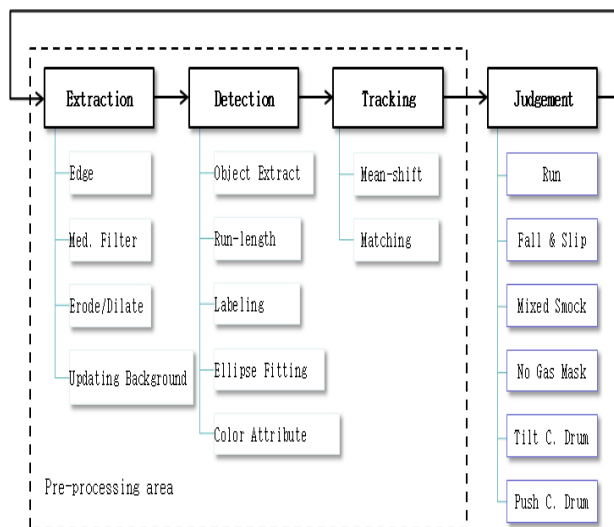 Extraction
Detection
Tracking
Judgement
Edge
Med. Filter
Erode/Dilate
Updating Background
Object Extract
Run-length
Labeling
Ellipse Fitting
Color Attribute
Mean-shift
Matching
Run
Fall & Slip
Mixed Smock
No Gas Mask
Tilt C. Drum
Push C. Drum
Pre-processing area